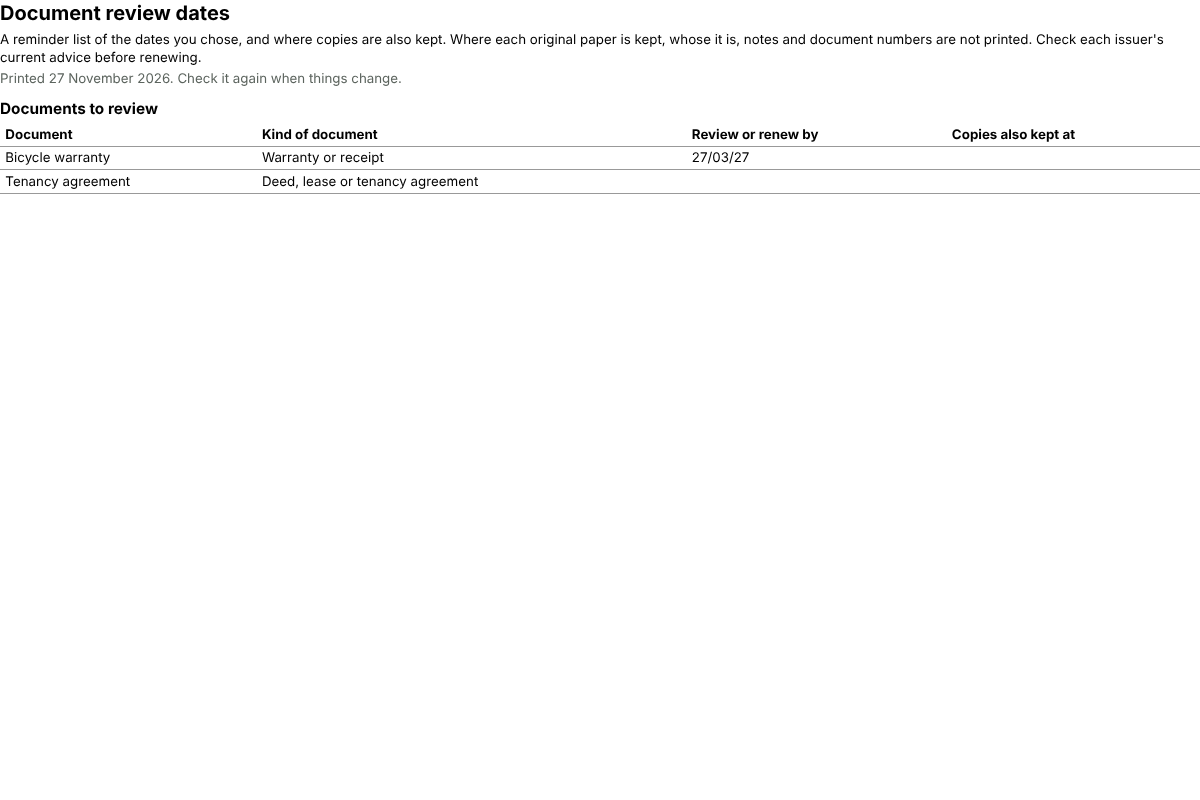 Document review dates
A reminder list of the dates you chose, and where copies are also kept. Where each original paper is kept, whose it is, notes and document numbers are not printed. Check each issuer's
current advice before renewing.
Printed 27 November 2026. Check it again when things change.
Documents to review
Document Kind of document Review or renew by Copies also kept at
Bicycle warranty Warranty or receipt 27/03/27
Tenancy agreement Deed, lease or tenancy agreement